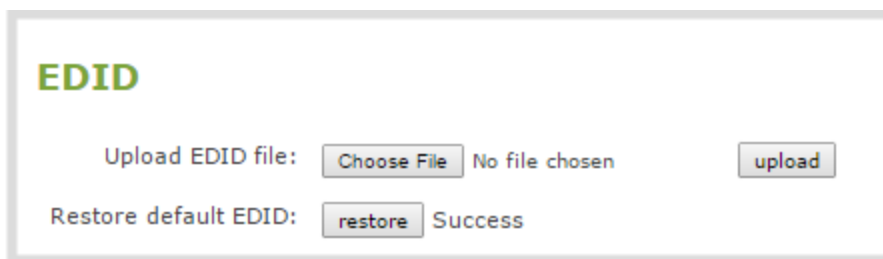 EDID
Upload EDID file: Choose File No file chosen upload
Restore default EDID: restore Success